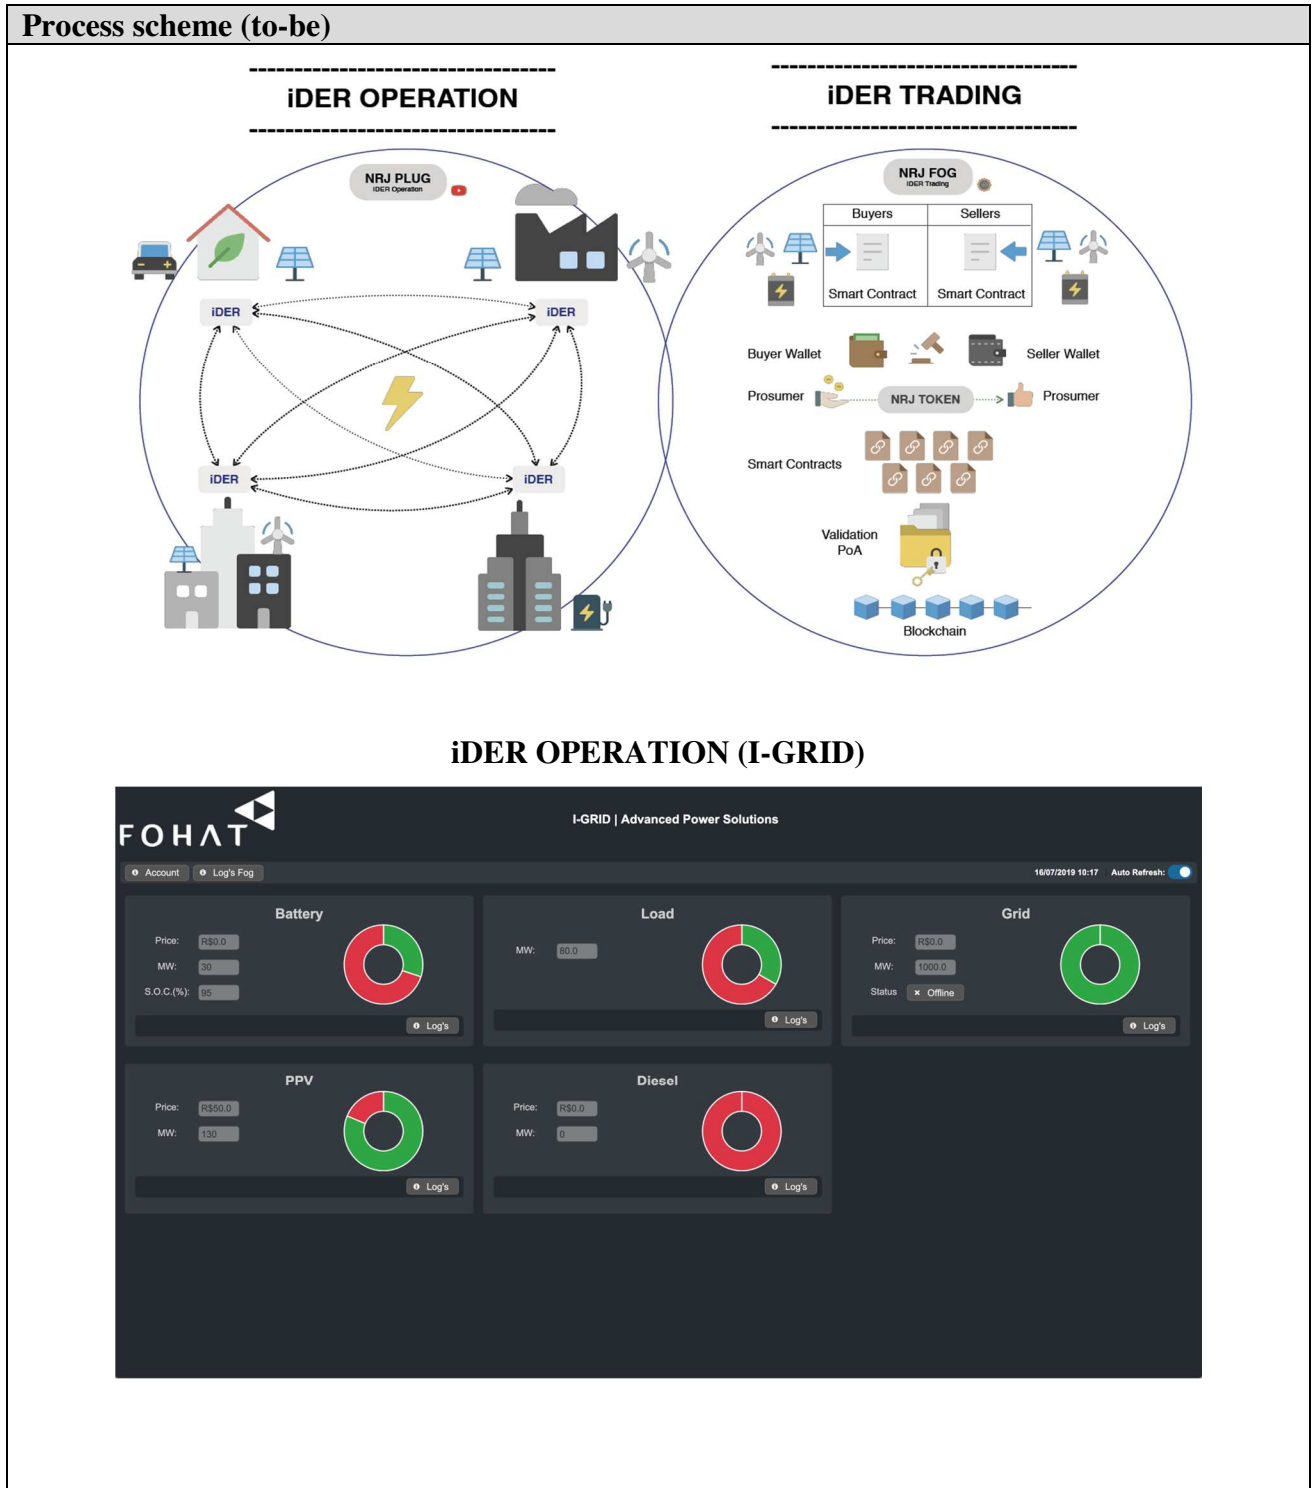 Process scheme (to-be)
iDER OPERATION
iDER TRADING
NRJ PLUG
iDER Operation
iDER
iDER
iDER
iDER
NRJ FOG
iDER Trading
Buyers Sellers
Smart Contract Smart Contract
Buyer Wallet Seller Wallet
Prosumer NRJ TOKEN Prosumer
Smart Contracts
Validation
PoA
Blockchain
iDER OPERATION (I-GRID)
FOHAT
I-GRID | Advanced Power Solutions
Account Log's Fog 16/07/2019 10:17 Auto Refresh:
Battery
Price: R$0.0
MW: 30
S.O.C.(%): 95
Log's
Load
MW: 80.0
Log's
Grid
Price: R$0.0
MW: 1000.0
Status × Offline
Log's
PPV
Price: R$50.0
MW: 130
Log's
Diesel
Price: R$0.0
MW: 0
Log's